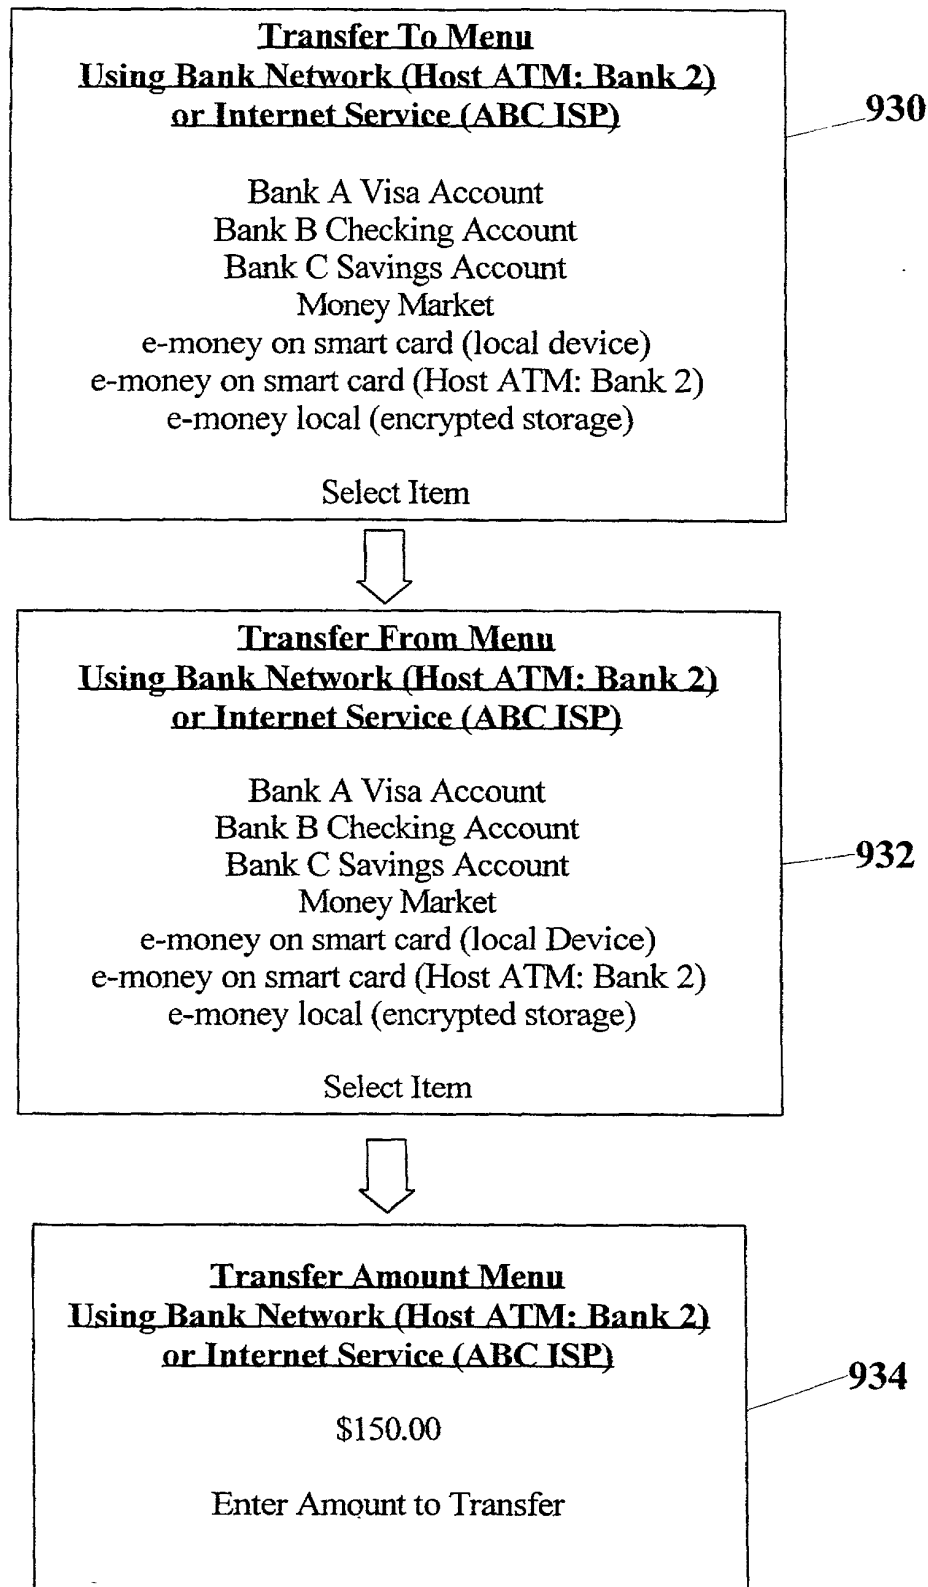 Transfer To Menu
Using Bank Network (Host ATM: Bank 2)
or Internet Service (ABC ISP)
930
Bank A Visa Account
Bank B Checking Account
Bank C Savings Account
Money Market
e-money on smart card (local device)
e-money on smart card (Host ATM: Bank 2)
e-money local (encrypted storage)
Select Item
Transfer From Menu
Using Bank Network (Host ATM: Bank 2)
or Internet Service (ABC ISP)
Bank A Visa Account
Bank B Checking Account
932
Bank C Savings Account
Money Market
e-money on smart card (local Device)
e-money on smart card (Host ATM: Bank 2)
e-money local (encrypted storage)
Select Item
Transfer Amount Menu
Using Bank Network (Host ATM: Bank 2)
or Internet Service (ABC ISP)
934
$150.00
Enter Amount to Transfer